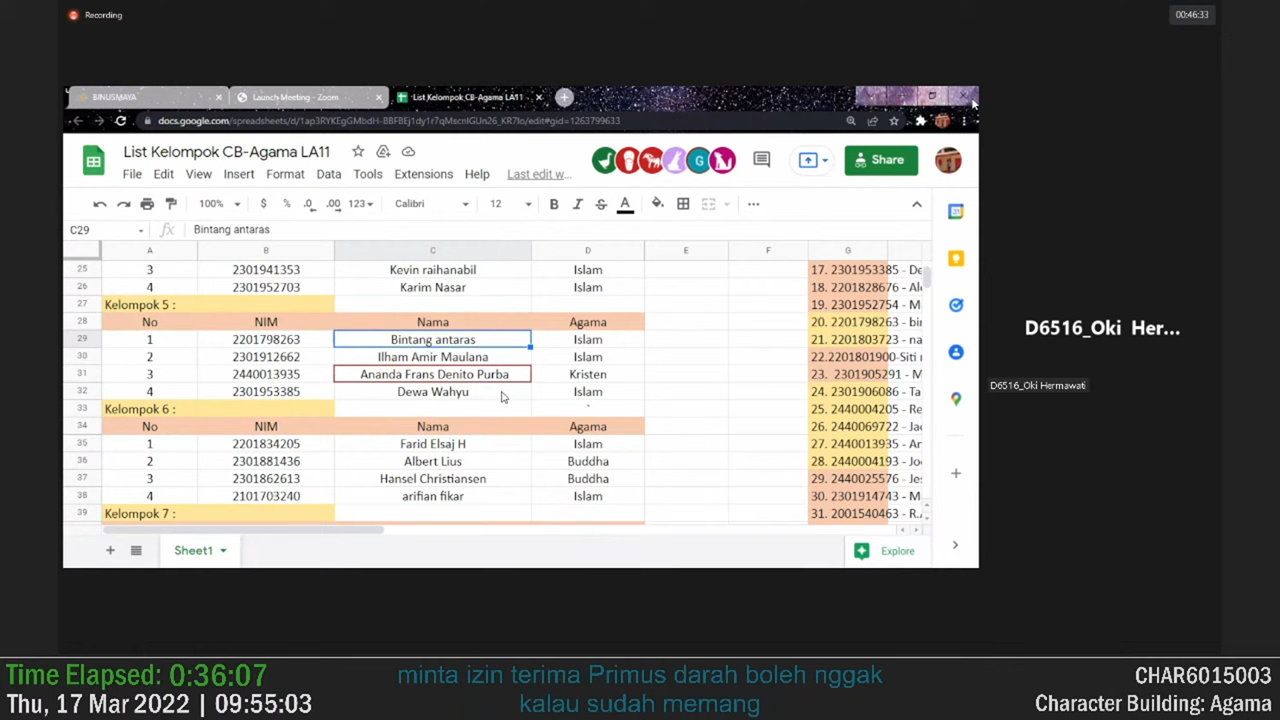 Recording
00:46:33
BINUSMAYA
Launch Meeting - Zoom
List Kelompok CB-Agama LA11
List Kelompok CB-Agama LA11
File Edit View Insert Format Data Tools Extensions Help Last edit w...
G
Share
100% $ % .0 .00 123 Calibri 12 B I S A
C29 fx Bintang antaras
A B C D E F G
25 3 2301941353 Kevin raihanabil Islam 17. 2301953385 - De
26 4 2301952703 Karim Nasar Islam 18. 2201828676 - Al
27 Kelompok 5 : 19. 2301952754 - M
28 No NIM Nama Agama 20. 2201798263 - bi
29 1 2201798263 Bintang antaras Islam 21. 2201803723 - na
30 2 2301912662 Ilham Amir Maulana Islam 22.2201801900-Siti
31 3 2440013935 Ananda Frans Denito Purba Kristen 23. 2301905291 - M
32 4 2301953385 Dewa Wahyu Islam 24. 2301906086 - Ta
33 Kelompok 6 : ` 25. 2440004205 - Re
34 No NIM Nama Agama 26. 2440069722 - Ja
35 1 2201834205 Farid Elsaj H Islam 27. 2440013935 - An
36 2 2301881436 Albert Lius Buddha 28. 2440004193 - Jo
37 3 2301862613 Hansel Christiansen Buddha 29. 2440025576 - Je
38 4 2101703240 arifian fikar Islam 30. 2301914743 - M
39 Kelompok 7 : 31. 2001540463 - R.A
Sheet1
Explore
D6516_Oki Her...
D6516_Oki Hermawati
Time Elapsed: 0:36:07
Thu, 17 Mar 2022 | 09:55:03
minta izin terima Primus darah boleh nggak
kalau sudah memang
CHAR6015003
Character Building: Agama